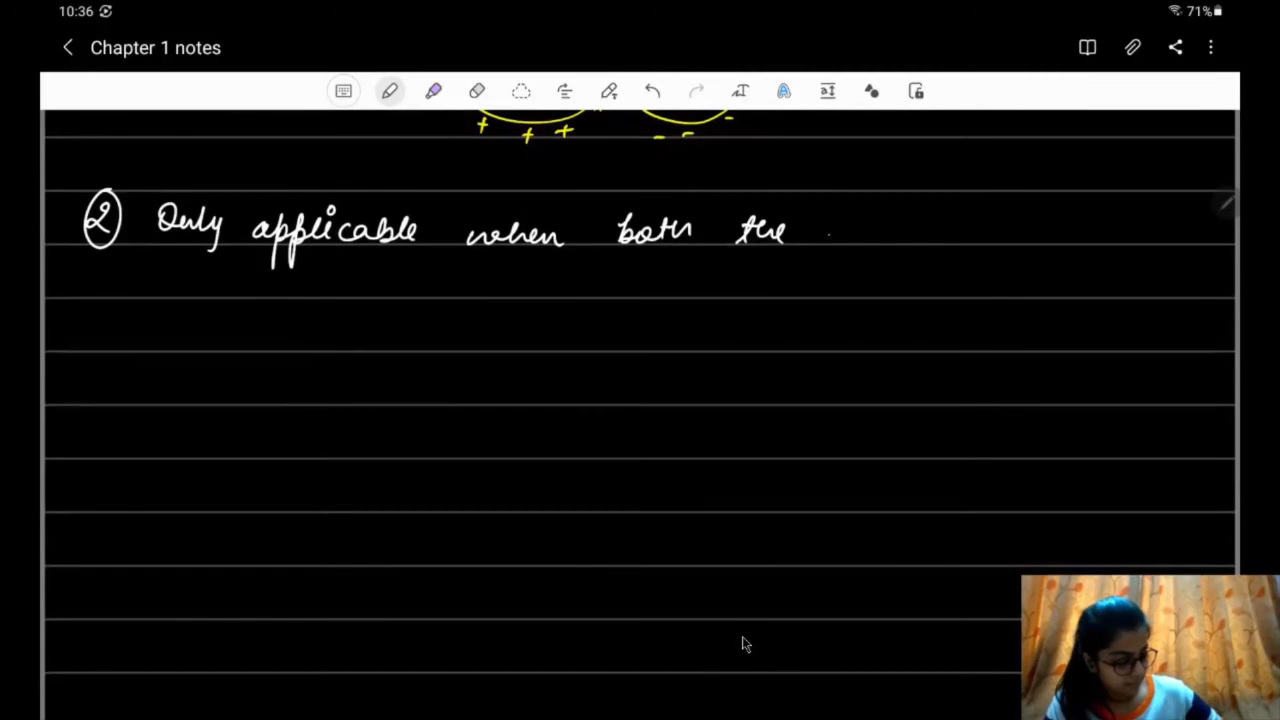 10:36
71%
Chapter 1 notes
+ + + - - -
② Only applicable when both the